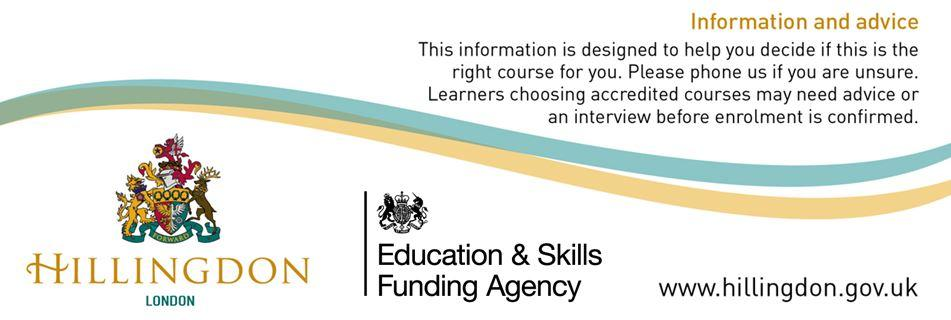 Information and advice
This information is designed to help you decide if this is the
right course for you. Please phone us if you are unsure.
Learners choosing accredited courses may need advice or
an interview before enrolment is confirmed.
FORWARD
HILLINGDON
LONDON
Education & Skills
Funding Agency
www.hillingdon.gov.uk